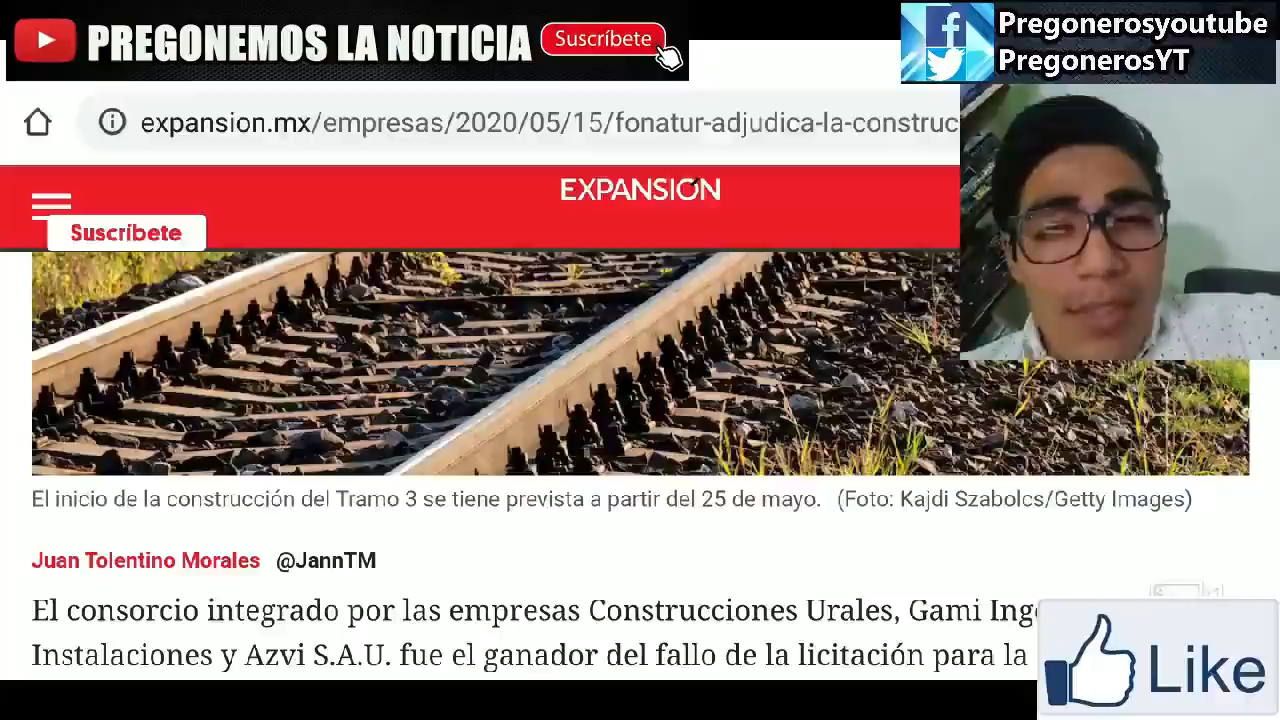 PREGONEMOS LA NOTICIA
Suscríbete
Pregonerosyoutube
PregonerosYT
expansion.mx/empresas/2020/05/15/fonatur-adjudica-la-construc
EXPANSIÓN
Suscríbete
El inicio de la construcción del Tramo 3 se tiene prevista a partir del 25 de mayo. (Foto: Kajdi Szabolcs/Getty Images)
Juan Tolentino Morales @JannTM
El consorcio integrado por las empresas Construcciones Urales, Gami
Instalaciones y Azvi S.A.U. fue el ganador del fallo de la licitación para la
Like